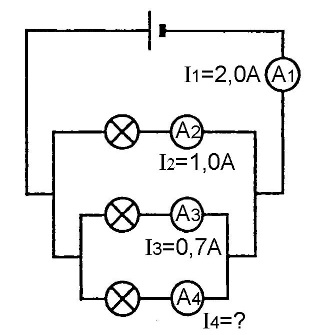 I1=2,0A A1
A2
I2=1,0A
A3
I3=0,7A
A4
I4=?